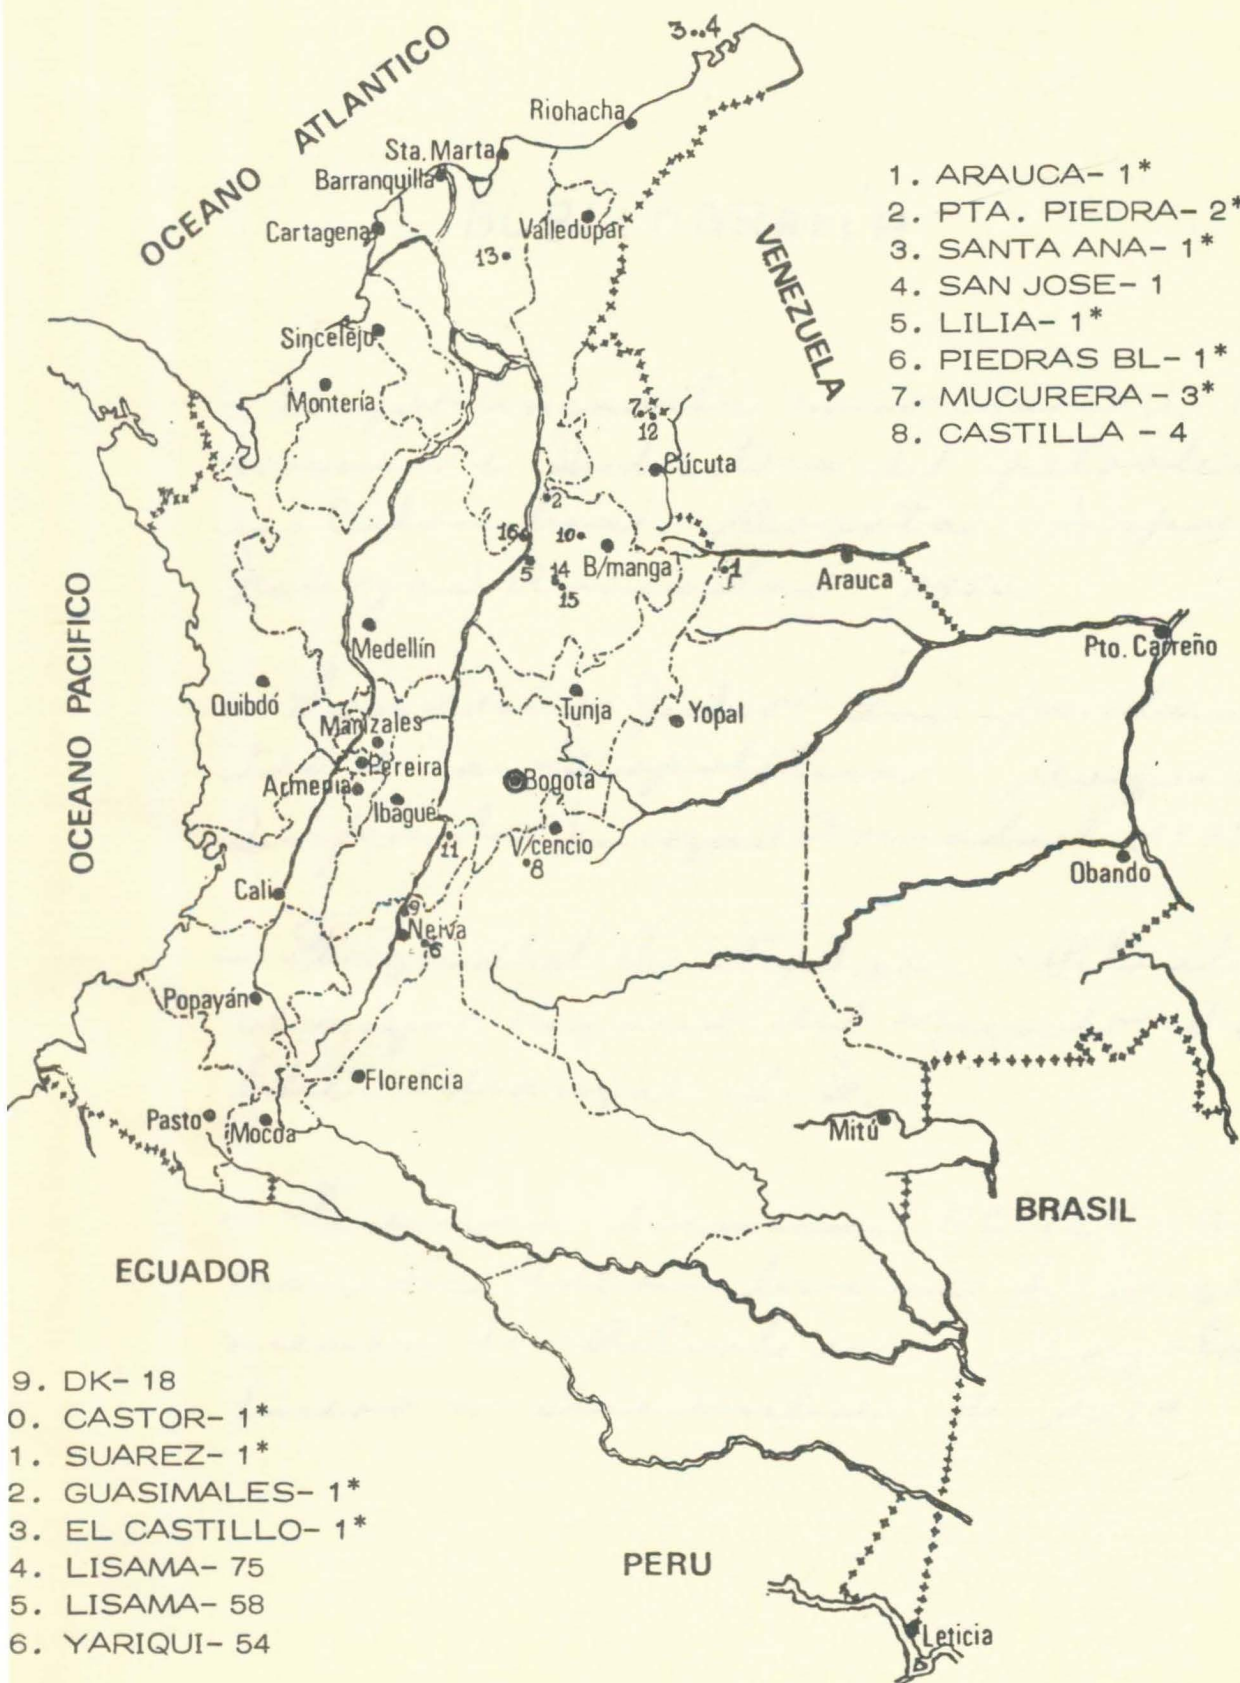 3..4
OCEANO ATLANTICO
Riohacha
Sta. Marta
Barranquilla
Cartagena
Valledupar
13
VENEZUELA
1. ARAUCA- 1*
2. PTA. PIEDRA- 2*
3. SANTA ANA- 1*
4. SAN JOSE- 1
5. LILIA- 1*
6. PIEDRAS BL- 1*
7. MUCURERA - 3*
8. CASTILLA - 4
Sincelejo
Montería
7
12
Cúcuta
2
16
10
B/manga
5
14
15
1
Arauca
OCEANO PACIFICO
Medellín
Pto. Carreño
Quibdó
Tunja
Yopal
Manizales
Pereira
Armenia
Ibagué
Bogotá
11
V/cencio
8
Obando
Cali
9
Neiva
6
Popayán
Florencia
Pasto
Mocoa
Mitú
BRASIL
ECUADOR
9. DK- 18
0. CASTOR- 1*
1. SUAREZ- 1*
2. GUASIMALES- 1*
3. EL CASTILLO- 1*
4. LISAMA- 75
5. LISAMA- 58
6. YARIQUI- 54
PERU
Leticia